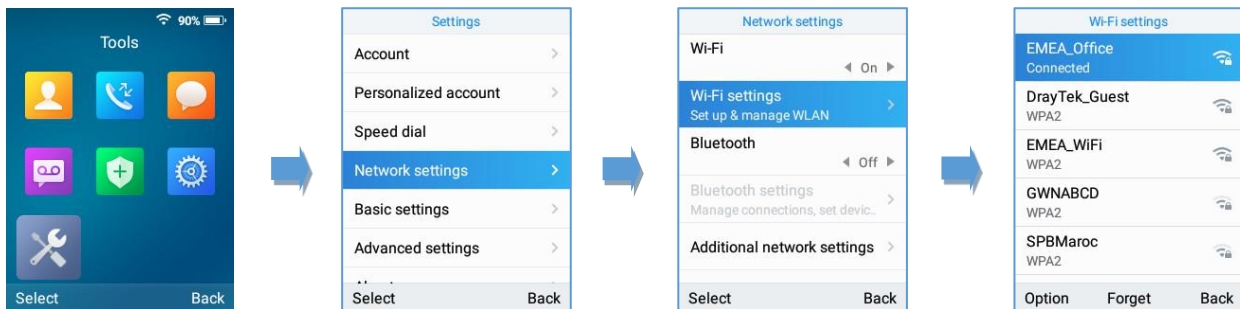 90%
Tools
Select Back
Settings
Account
Personalized account
Speed dial
Network settings
Basic settings
Advanced settings
Select Back
Network settings
Wi-Fi
On
Wi-Fi settings
Set up & manage WLAN
Bluetooth
Off
Bluetooth settings
Manage connections, set devic..
Additional network settings
Select Back
Wi-Fi settings
EMEA_Office
Connected
DrayTek_Guest
WPA2
EMEA_WiFi
WPA2
GWNABCD
WPA2
SPBMaroc
WPA2
Option Forget Back